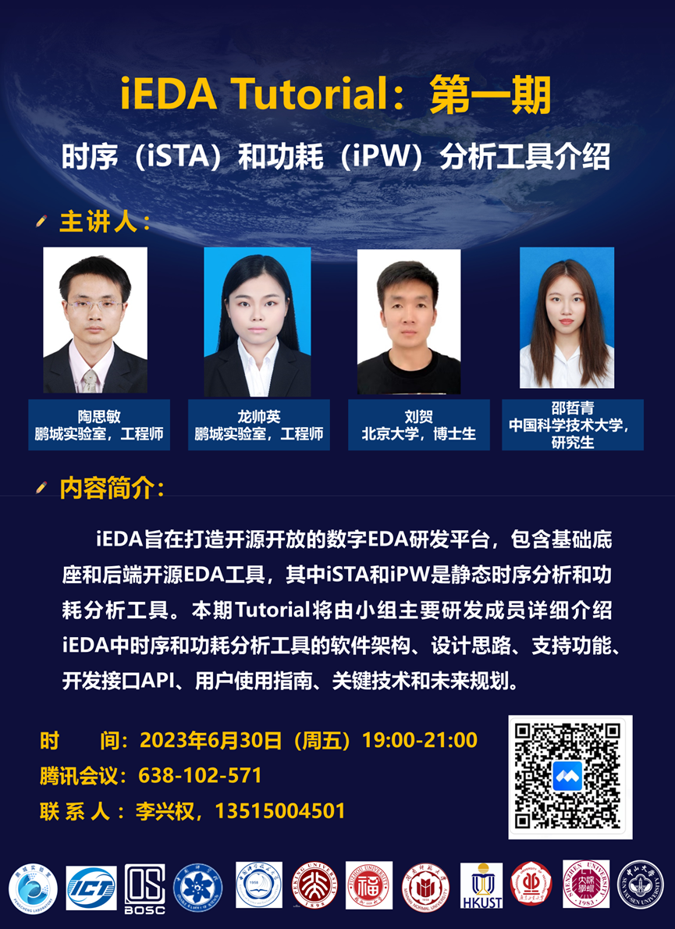 iEDA Tutorial：第一期
时序（iSTA）和功耗（iPW）分析工具介绍
主讲人：
陶思敏
鹏城实验室，工程师
龙帅英
鹏城实验室，工程师
刘贺
北京大学，博士生
邵哲青
中国科学技术大学，
研究生
内容简介：
iEDA旨在打造开源开放的数字EDA研发平台，包含基础底
座和后端开源EDA工具，其中iSTA和iPW是静态时序分析和功
耗分析工具。本期Tutorial将由小组主要研发成员详细介绍
iEDA中时序和功耗分析工具的软件架构、设计思路、支持功能、
开发接口API、用户使用指南、关键技术和未来规划。
时 间：2023年6月30日（周五）19:00-21:00
腾讯会议：638-102-571
联 系 人 ：李兴权，13515004501
ICT
BOSC
HKUST